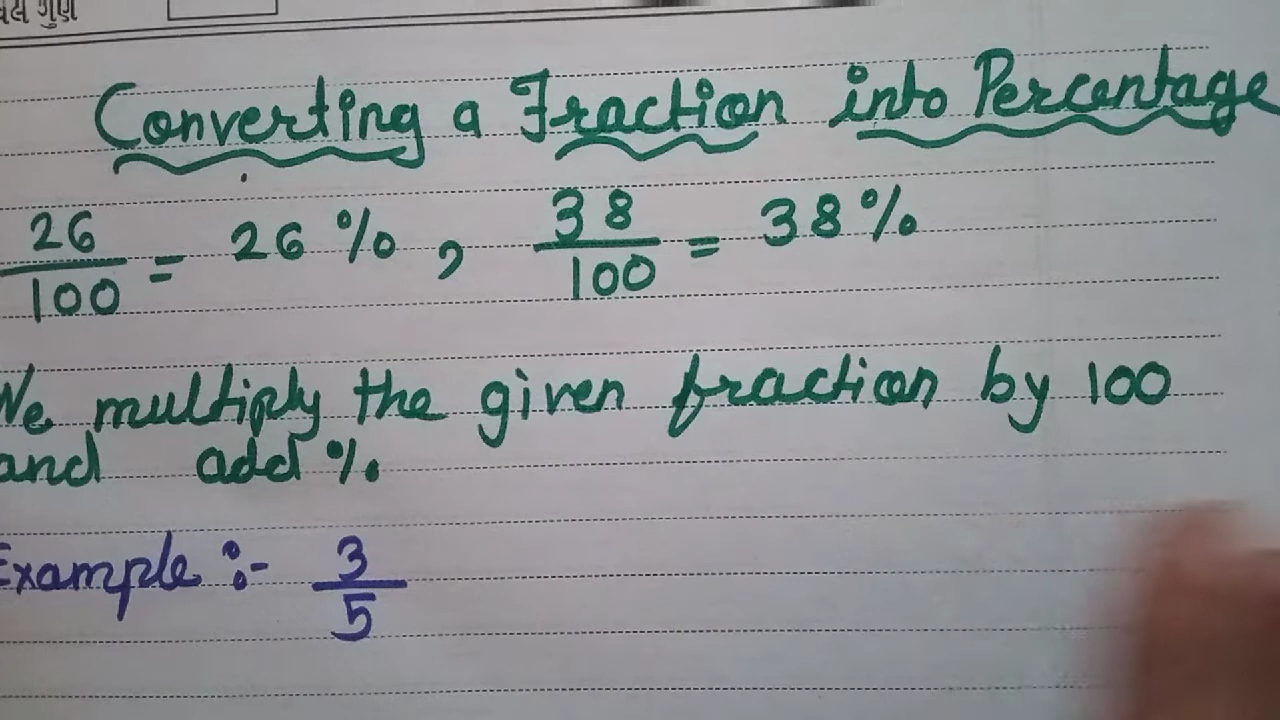 ગુણ
Converting a Fraction into Percentage
26/100 = 26%, 38/100 = 38%
We multiply the given fraction by 100
and add %.
Example :- 3/5